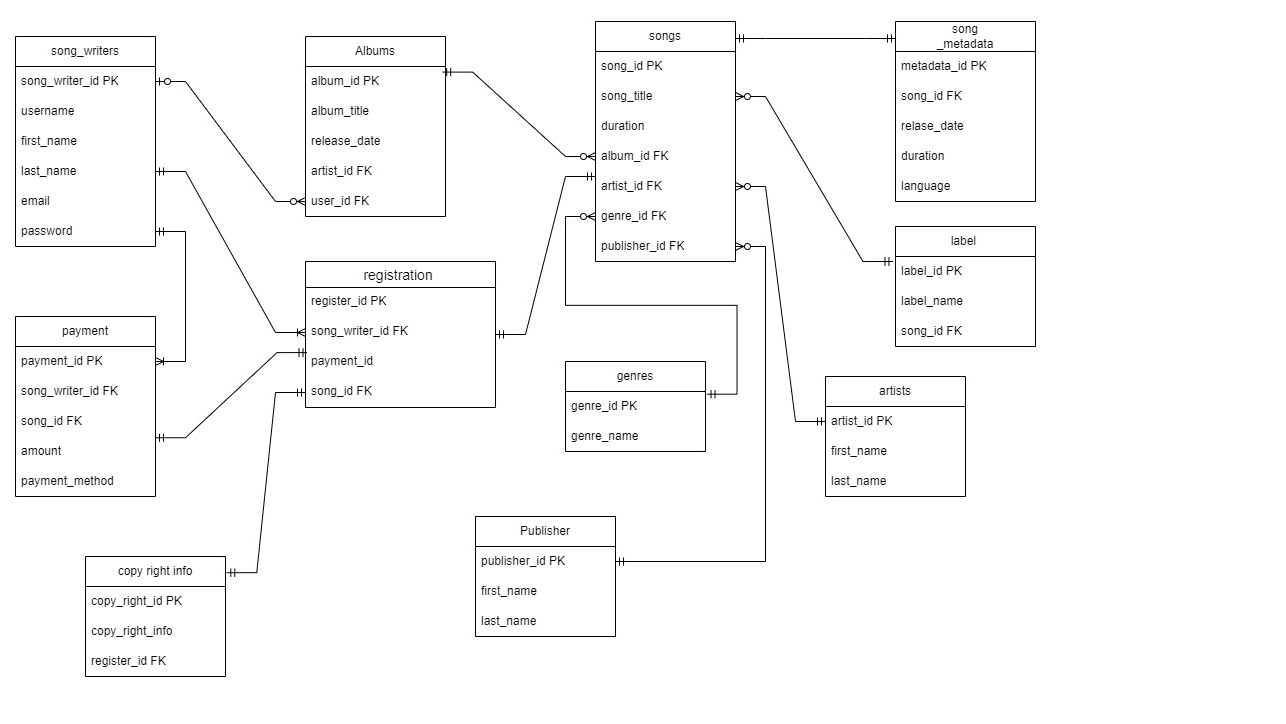 song_writers
song_writer_id PK
username
first_name
last_name
email
password
Albums
album_id PK
album_title
release_date
artist_id FK
user_id FK
songs
song_id PK
song_title
duration
album_id FK
artist_id FK
genre_id FK
publisher_id FK
song
_metadata
metadata_id PK
song_id FK
relase_date
duration
language
label
label_id PK
label_name
song_id FK
registration
register_id PK
song_writer_id FK
payment_id
song_id FK
payment
payment_id PK
song_writer_id FK
song_id FK
amount
payment_method
genres
genre_id PK
genre_name
artists
artist_id PK
first_name
last_name
Publisher
publisher_id PK
first_name
last_name
copy right info
copy_right_id PK
copy_right_info
register_id FK